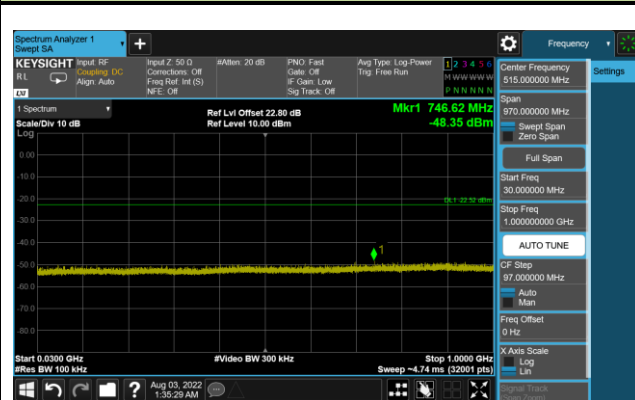 Spectrum Analyzer 1
Swept SA
Frequency
KEYSIGHT
RL
Input: RF
Coupling: DC
Align: Auto
Input Z: 50 Ω
Corrections: Off
Freq Ref: Int (S)
NFE: Off
#Atten: 20 dB
PNO: Fast
Gate: Off
IF Gain: Low
Sig Track: Off
Avg Type: Log-Power
Trig: Free Run
1 2 3 4 5 6
M W W W W W
P N N N N N
LXI
1 Spectrum
Scale/Div 10 dB
Ref Lvl Offset 22.80 dB
Ref Level 10.00 dBm
Mkr1 746.62 MHz
-48.35 dBm
Log
0.00
-10.0
-20.0
DL1 -22.52 dBm
-30.0
-40.0
1
-50.0
-60.0
-70.0
-80.0
Start 0.0300 GHz
#Res BW 100 kHz
#Video BW 300 kHz
Stop 1.0000 GHz
Sweep ~4.74 ms (32001 pts)
Aug 03, 2022
1:35:29 AM
Center Frequency
515.000000 MHz
Span
970.000000 MHz
Swept Span
Zero Span
Full Span
Start Freq
30.000000 MHz
Stop Freq
1.00000000 GHz
AUTO TUNE
CF Step
97.000000 MHz
Auto
Man
Freq Offset
0 Hz
X Axis Scale
Log
Lin
Signal Track
(Span Zoom)
Settings